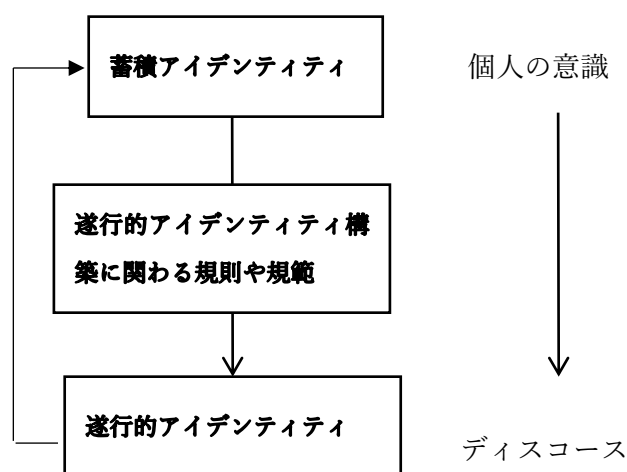 蓄積アイデンティティ
個人の意識
遂行的アイデンティティ構
築に関わる規則や規範
遂行的アイデンティティ
ディスコース